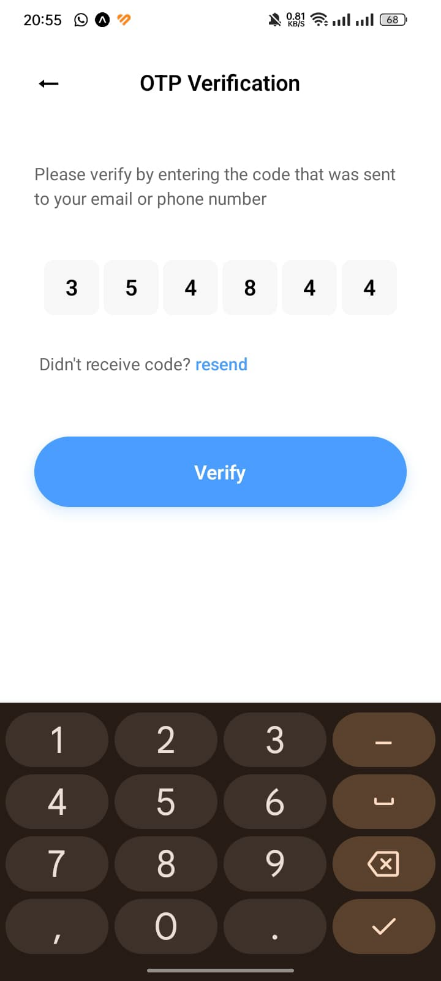 20:55 0.81 KB/S 68
OTP Verification
Please verify by entering the code that was sent
to your email or phone number
3 5 4 8 4 4
Didn't receive code? resend
Verify
1 2 3 –
4 5 6
7 8 9
, 0 .